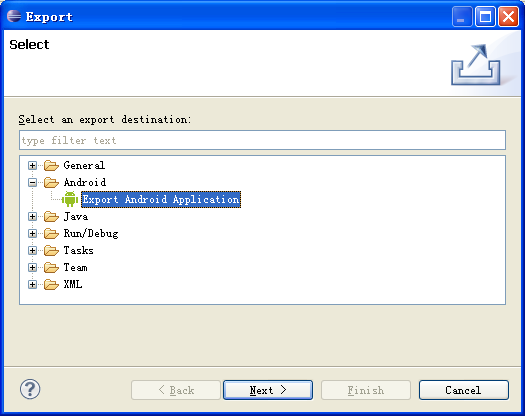 Export
Select
Select an export destination:
type filter text
General
Android
Export Android Application
Java
Run/Debug
Tasks
Team
XML
? < Back Next > Finish Cancel